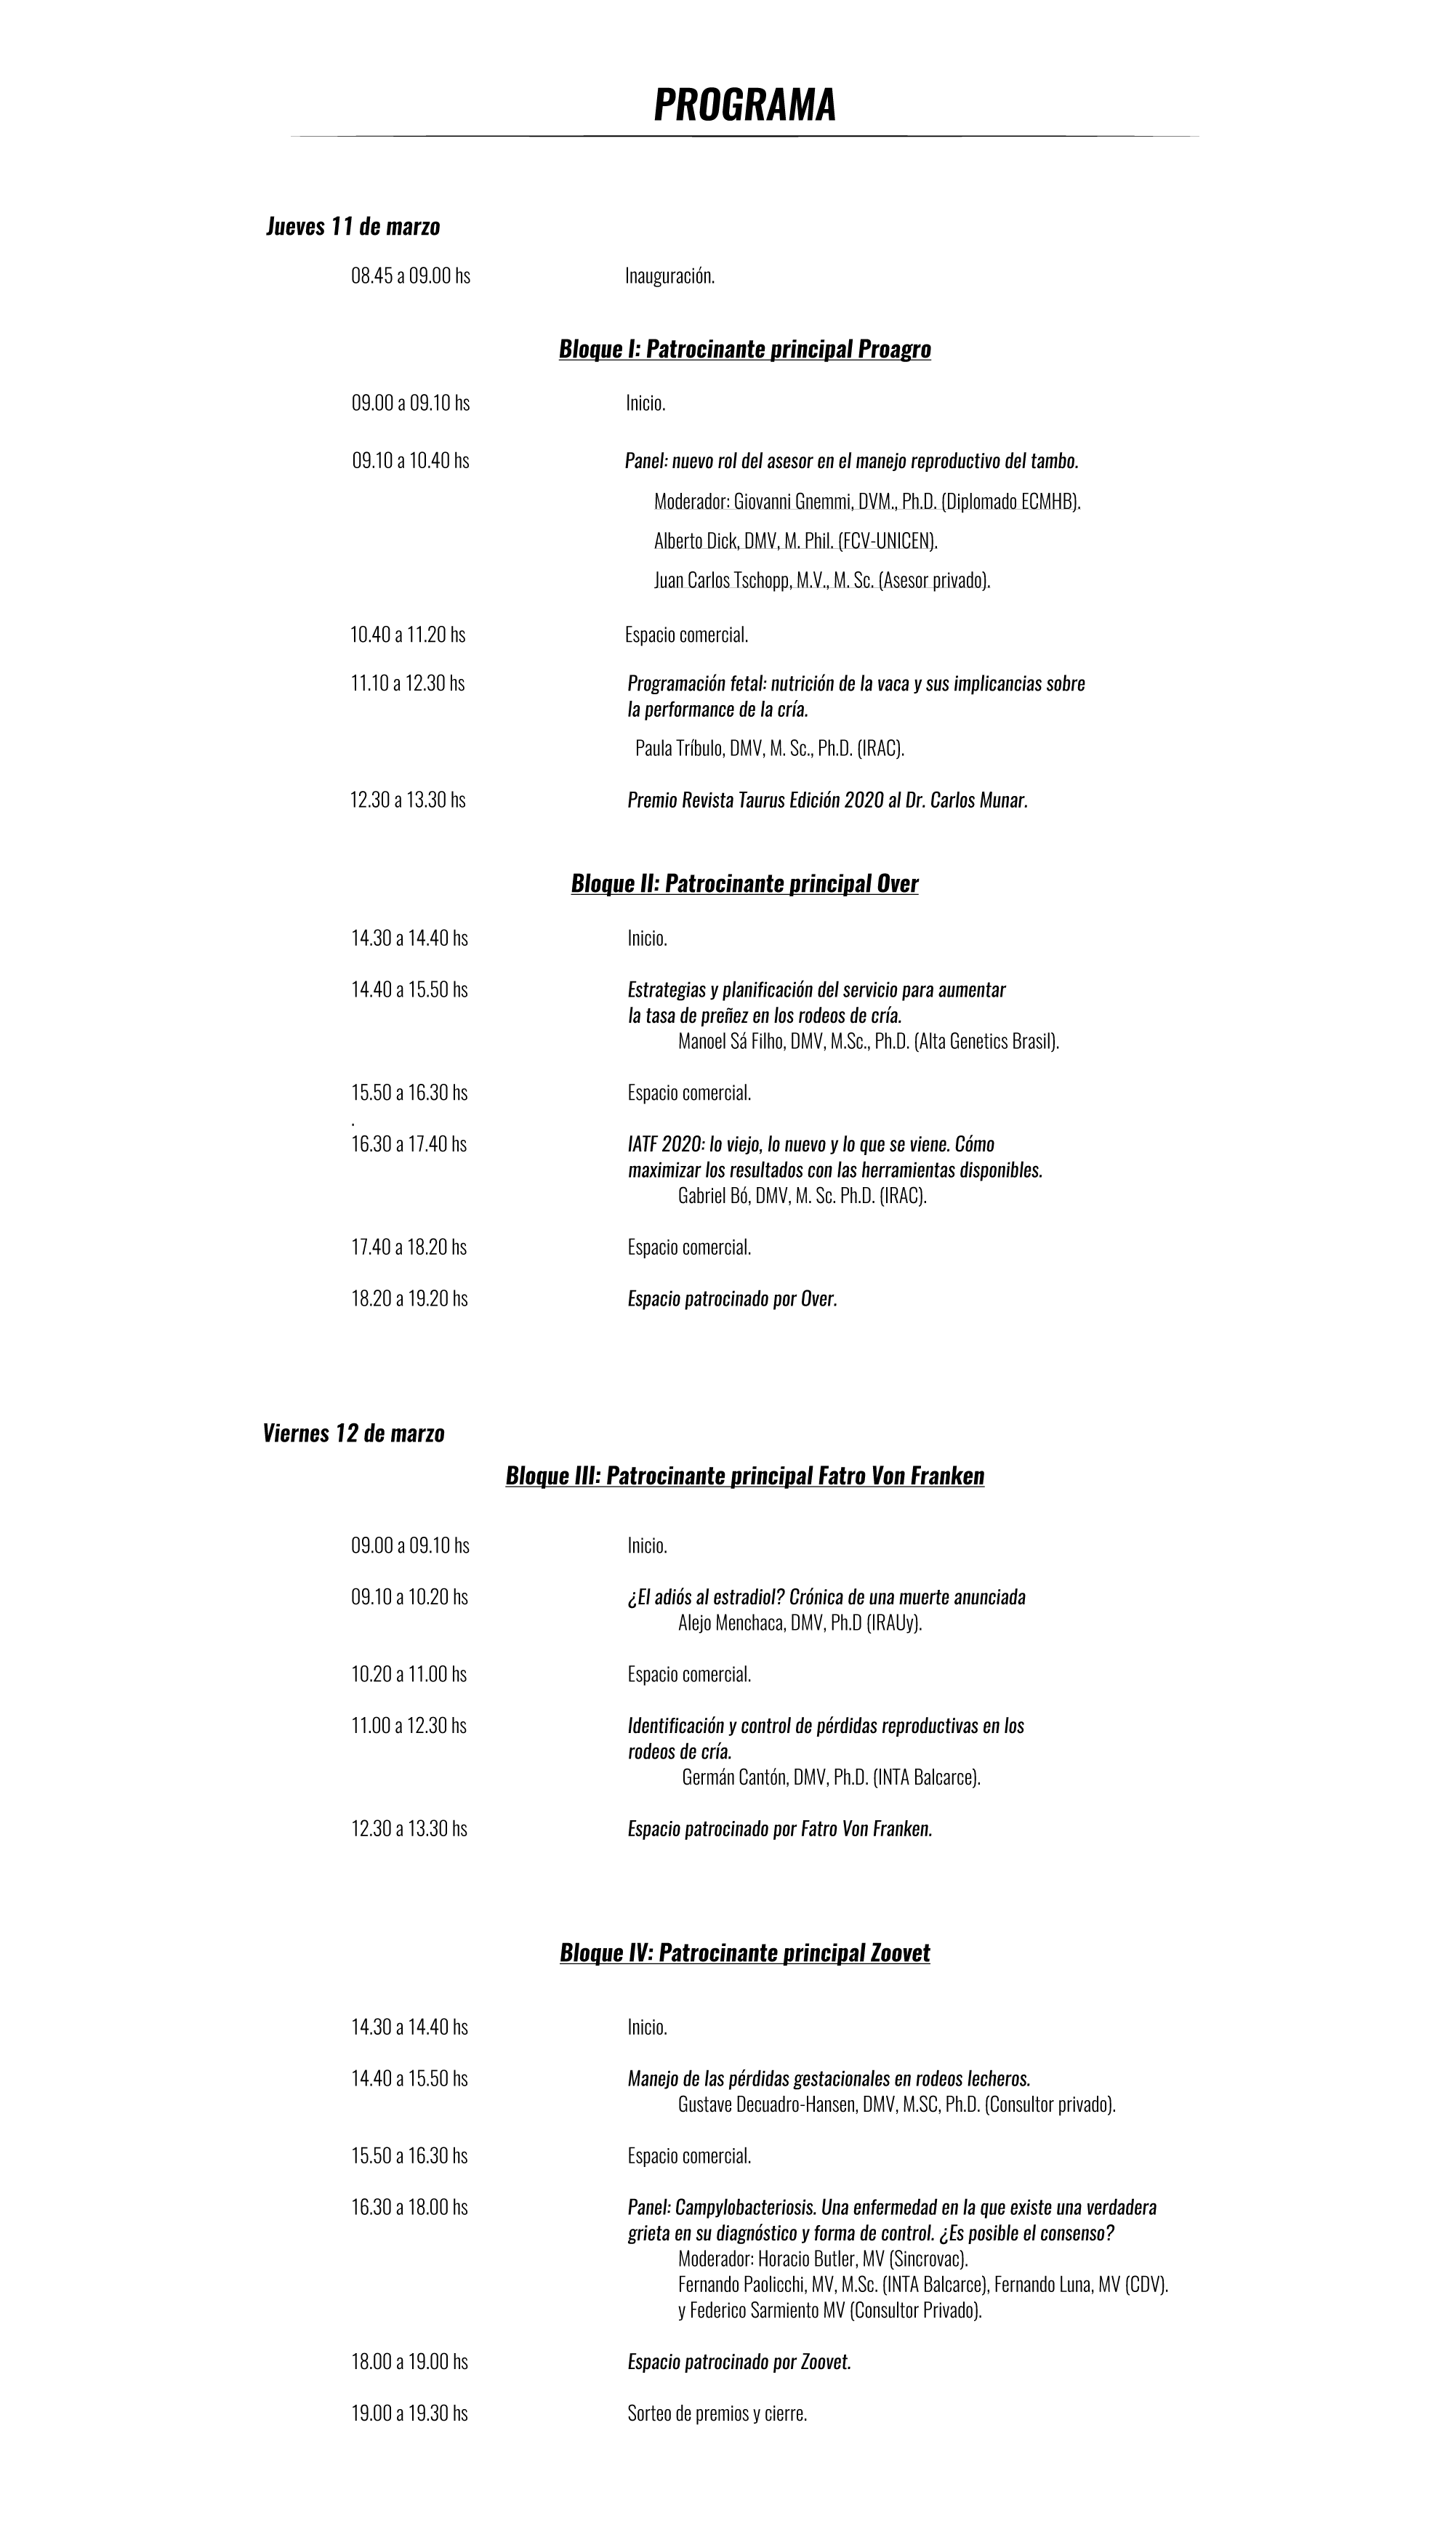 PROGRAMA
Jueves 11 de marzo
08.45 a 09.00 hs Inauguración.
Bloque I: Patrocinante principal Proagro
09.00 a 09.10 hs Inicio.
09.10 a 10.40 hs Panel: nuevo rol del asesor en el manejo reproductivo del tambo.
Moderador: Giovanni Gnemmi, DVM., Ph.D. (Diplomado ECMHB).
Alberto Dick, DMV, M. Phil. (FCV-UNICEN).
Juan Carlos Tschopp, M.V., M. Sc. (Asesor privado).
10.40 a 11.20 hs Espacio comercial.
11.10 a 12.30 hs Programación fetal: nutrición de la vaca y sus implicancias sobre
la performance de la cría.
Paula Tríbulo, DMV, M. Sc., Ph.D. (IRAC).
12.30 a 13.30 hs Premio Revista Taurus Edición 2020 al Dr. Carlos Munar.
Bloque II: Patrocinante principal Over
14.30 a 14.40 hs Inicio.
14.40 a 15.50 hs Estrategias y planificación del servicio para aumentar
la tasa de preñez en los rodeos de cría.
Manoel Sá Filho, DMV, M.Sc., Ph.D. (Alta Genetics Brasil).
15.50 a 16.30 hs Espacio comercial.
.
16.30 a 17.40 hs IATF 2020: lo viejo, lo nuevo y lo que se viene. Cómo
maximizar los resultados con las herramientas disponibles.
Gabriel Bó, DMV, M. Sc. Ph.D. (IRAC).
17.40 a 18.20 hs Espacio comercial.
18.20 a 19.20 hs Espacio patrocinado por Over.
Viernes 12 de marzo
Bloque III: Patrocinante principal Fatro Von Franken
09.00 a 09.10 hs Inicio.
09.10 a 10.20 hs ¿El adiós al estradiol? Crónica de una muerte anunciada
Alejo Menchaca, DMV, Ph.D (IRAUy).
10.20 a 11.00 hs Espacio comercial.
11.00 a 12.30 hs Identificación y control de pérdidas reproductivas en los
rodeos de cría.
Germán Cantón, DMV, Ph.D. (INTA Balcarce).
12.30 a 13.30 hs Espacio patrocinado por Fatro Von Franken.
Bloque IV: Patrocinante principal Zoovet
14.30 a 14.40 hs Inicio.
14.40 a 15.50 hs Manejo de las pérdidas gestacionales en rodeos lecheros.
Gustave Decuadro-Hansen, DMV, M.SC, Ph.D. (Consultor privado).
15.50 a 16.30 hs Espacio comercial.
16.30 a 18.00 hs Panel: Campylobacteriosis. Una enfermedad en la que existe una verdadera
grieta en su diagnóstico y forma de control. ¿Es posible el consenso?
Moderador: Horacio Butler, MV (Sincrovac).
Fernando Paolicchi, MV, M.Sc. (INTA Balcarce), Fernando Luna, MV (CDV).
y Federico Sarmiento MV (Consultor Privado).
18.00 a 19.00 hs Espacio patrocinado por Zoovet.
19.00 a 19.30 hs Sorteo de premios y cierre.